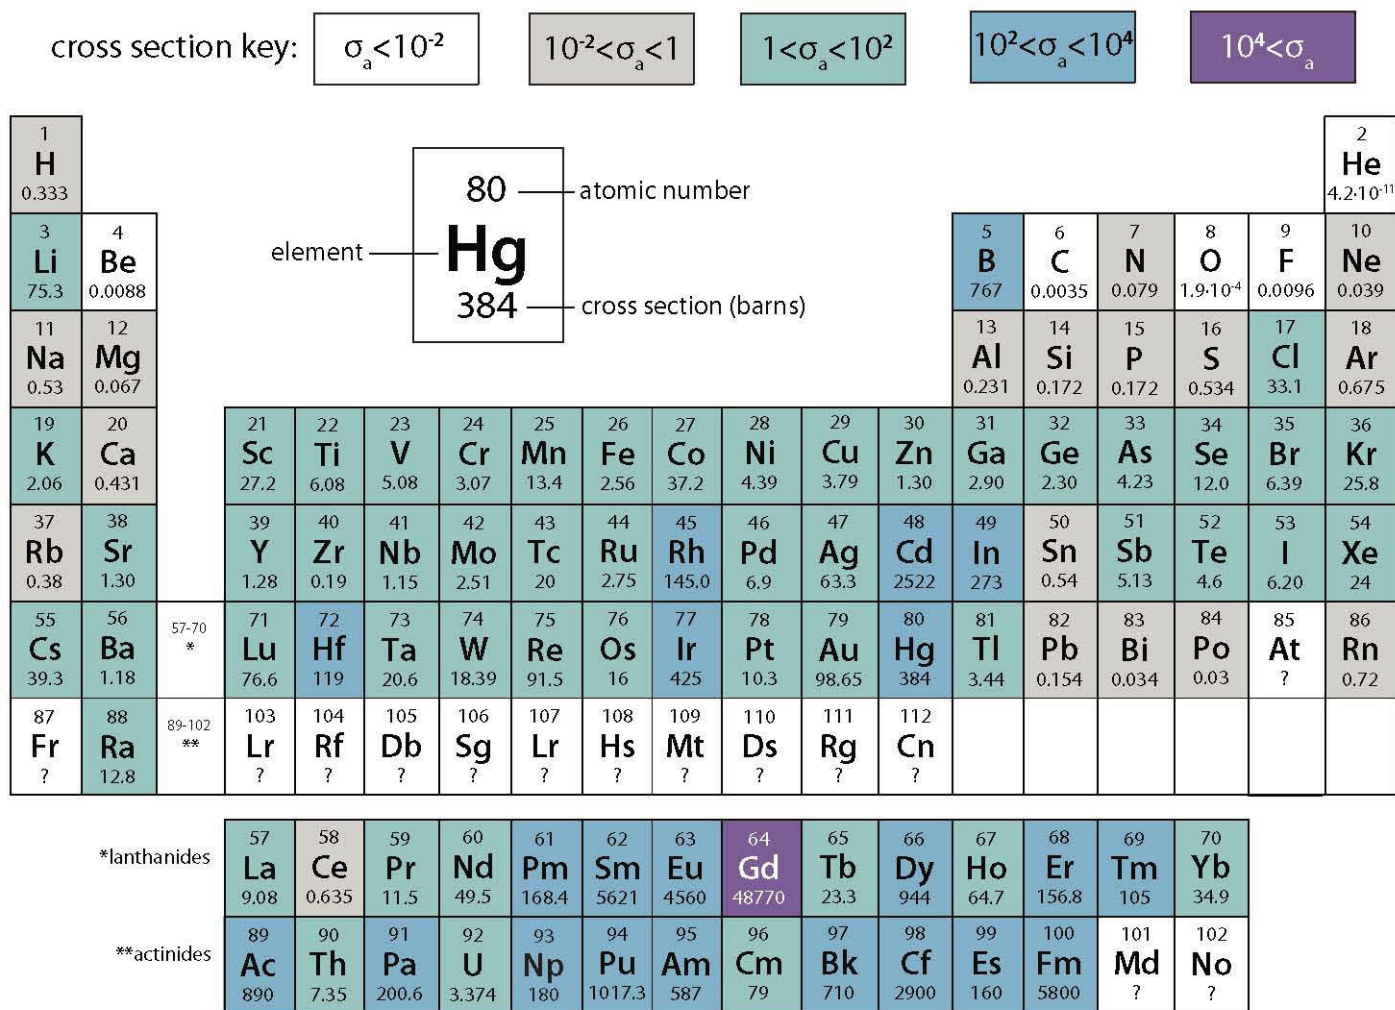 cross section key: σa<10⁻² 10⁻²<σa<1 1<σa<10² 10²<σa<10⁴ 10⁴<σa
1 2
H He
0.333 4.2·10⁻¹¹
80 atomic number
element Hg
384 cross section (barns)
3 4 5 6 7 8 9 10
Li Be B C N O F Ne
75.3 0.0088 767 0.0035 0.079 1.9·10⁻⁴ 0.0096 0.039
11 12 13 14 15 16 17 18
Na Mg Al Si P S Cl Ar
0.53 0.067 0.231 0.172 0.172 0.534 33.1 0.675
19 20 21 22 23 24 25 26 27 28 29 30 31 32 33 34 35 36
K Ca Sc Ti V Cr Mn Fe Co Ni Cu Zn Ga Ge As Se Br Kr
2.06 0.431 27.2 6.08 5.08 3.07 13.4 2.56 37.2 4.39 3.79 1.30 2.90 2.30 4.23 12.0 6.39 25.8
37 38 39 40 41 42 43 44 45 46 47 48 49 50 51 52 53 54
Rb Sr Y Zr Nb Mo Tc Ru Rh Pd Ag Cd In Sn Sb Te I Xe
0.38 1.30 1.28 0.19 1.15 2.51 20 2.75 145.0 6.9 63.3 2522 273 0.54 5.13 4.6 6.20 24
55 56 57-70 71 72 73 74 75 76 77 78 79 80 81 82 83 84 85 86
Cs Ba * Lu Hf Ta W Re Os Ir Pt Au Hg Tl Pb Bi Po At Rn
39.3 1.18 76.6 119 20.6 18.39 91.5 16 425 10.3 98.65 384 3.44 0.154 0.034 0.03 ? 0.72
87 88 89-102 103 104 105 106 107 108 109 110 111 112
Fr Ra ** Lr Rf Db Sg Lr Hs Mt Ds Rg Cn
? 12.8 ? ? ? ? ? ? ? ? ? ?
57 58 59 60 61 62 63 64 65 66 67 68 69 70
*lanthanides La Ce Pr Nd Pm Sm Eu Gd Tb Dy Ho Er Tm Yb
9.08 0.635 11.5 49.5 168.4 5621 4560 48770 23.3 944 64.7 156.8 105 34.9
89 90 91 92 93 94 95 96 97 98 99 100 101 102
**actinides Ac Th Pa U Np Pu Am Cm Bk Cf Es Fm Md No
890 7.35 200.6 3.374 180 1017.3 587 79 710 2900 160 5800 ? ?